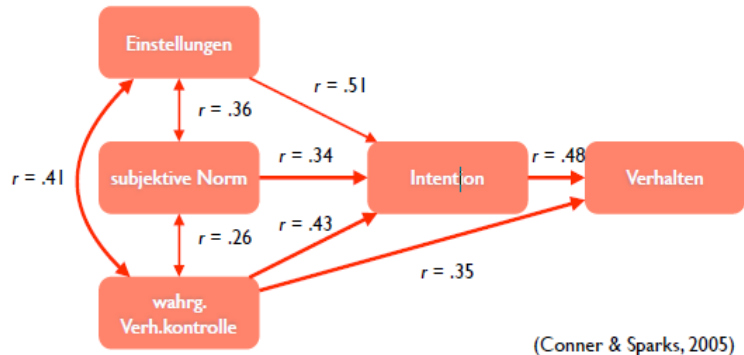 Einstellungen
r = .51
r = .36
r = .41
subjektive Norm
r = .34
Intention
r = .48
Verhalten
r = .26
r = .43
r = .35
wahrg.
Verh.kontrolle
(Conner & Sparks, 2005)